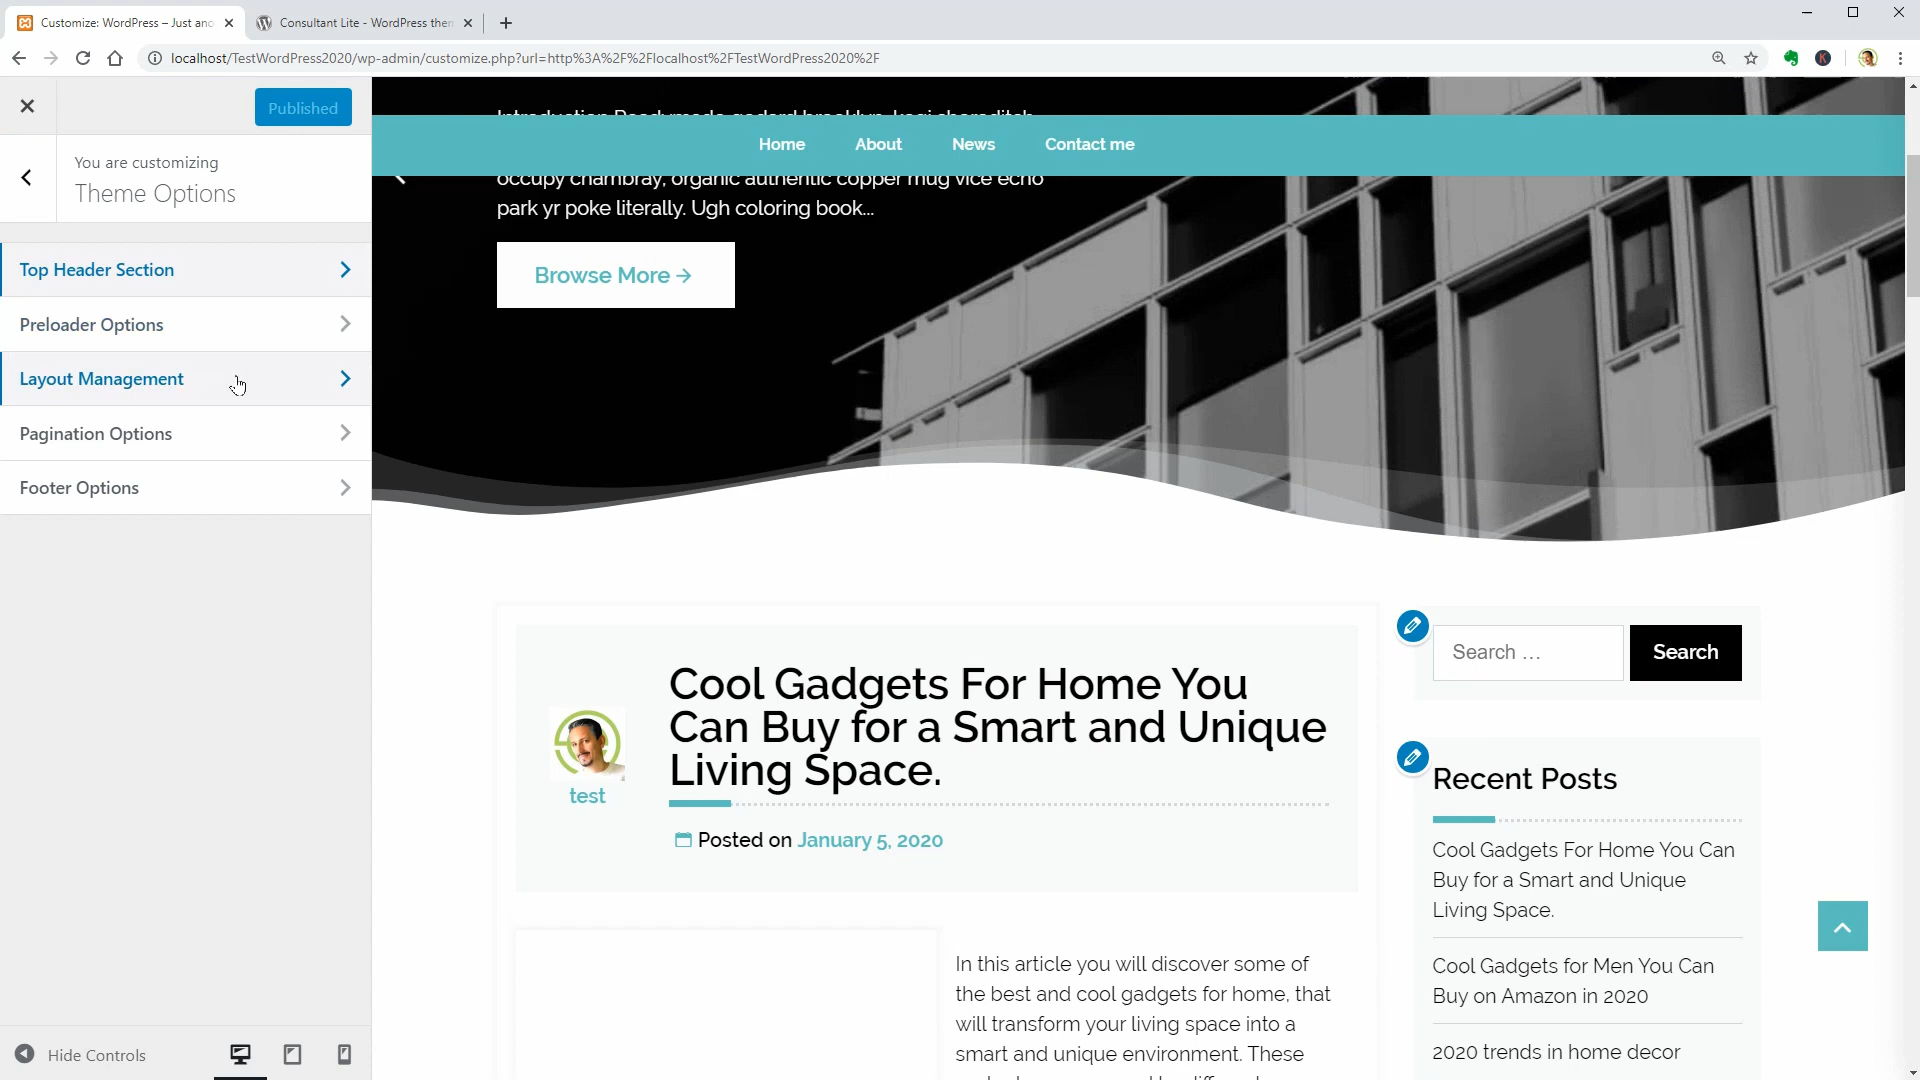 Customize: WordPress – Just ano
Consultant Lite - WordPress then
localhost/TestWordPress2020/wp-admin/customize.php?url=http%3A%2F%2Flocalhost%2FTestWordPress2020%2F
Published
You are customizing
Theme Options
Top Header Section
Preloader Options
Layout Management
Pagination Options
Footer Options
Hide Controls
Home
About
News
Contact me
occupy chambray, organic authentic copper mug vice echo
park yr poke literally. Ugh coloring book...
Browse More →
Cool Gadgets For Home You
Can Buy for a Smart and Unique
Living Space.
test
Posted on January 5, 2020
In this article you will discover some of
the best and cool gadgets for home, that
will transform your living space into a
smart and unique environment. These
Search …
Search
Recent Posts
Cool Gadgets For Home You Can
Buy for a Smart and Unique
Living Space.
Cool Gadgets for Men You Can
Buy on Amazon in 2020
2020 trends in home decor